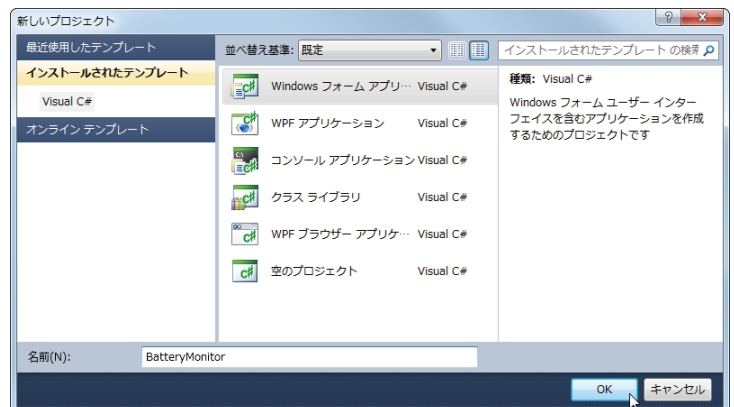 新しいプロジェクト
最近使用したテンプレート
インストールされたテンプレート
Visual C#
オンライン テンプレート
並べ替え基準: 既定
Windows フォーム アプリ… Visual C#
WPF アプリケーション Visual C#
コンソール アプリケーション Visual C#
クラス ライブラリ Visual C#
WPF ブラウザー アプリケ… Visual C#
空のプロジェクト Visual C#
インストールされたテンプレート の検索
種類: Visual C#
Windows フォーム ユーザー インター
フェイスを含むアプリケーションを作成
するためのプロジェクトです
名前(N): BatteryMonitor
OK キャンセル